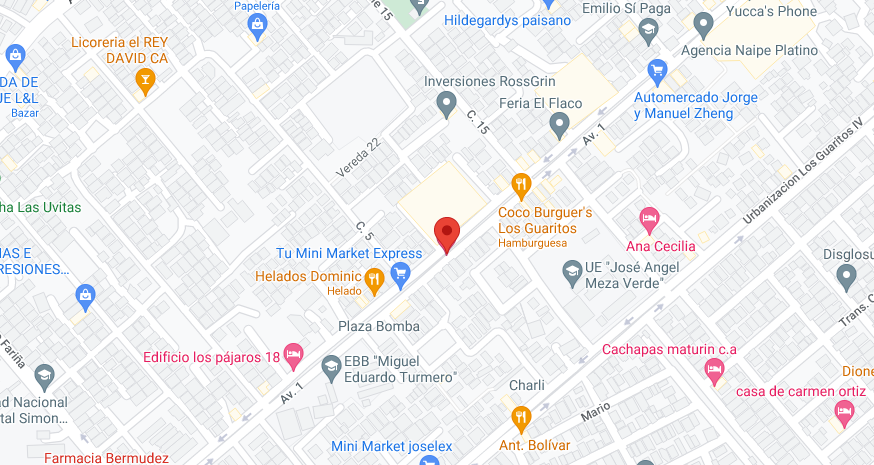 Papelería
Hildegardys paisano
Emilio Sí Paga
Yucca's Phone
Agencia Naipe Platino
Licoreria el REY
DAVID CA
DA DE
JE L&L
Bazar
Inversiones RossGrin
Feria El Flaco
Automercado Jorge
y Manuel Zheng
C. 15
Av. 1
Vereda 22
Urbanizacion Los Guaritos IV
ha Las Uvitas
C. 5
Coco Burguer's
Los Guaritos
Hamburguesa
Ana Cecilia
AS E
RESIONES...
Tu Mini Market Express
Helados Dominic
Helado
UE "José Angel
Meza Verde"
Disglosu
Trans. C
Plaza Bomba
Fariña
Edificio los pájaros 18
EBB "Miguel
Eduardo Turmero"
Av. 1
Cachapas maturin c.a
Charli
Dione
casa de carmen ortiz
ad Nacional
tal Simon...
Mario
Ant. Bolívar
Mini Market joselex
Farmacia Bermudez